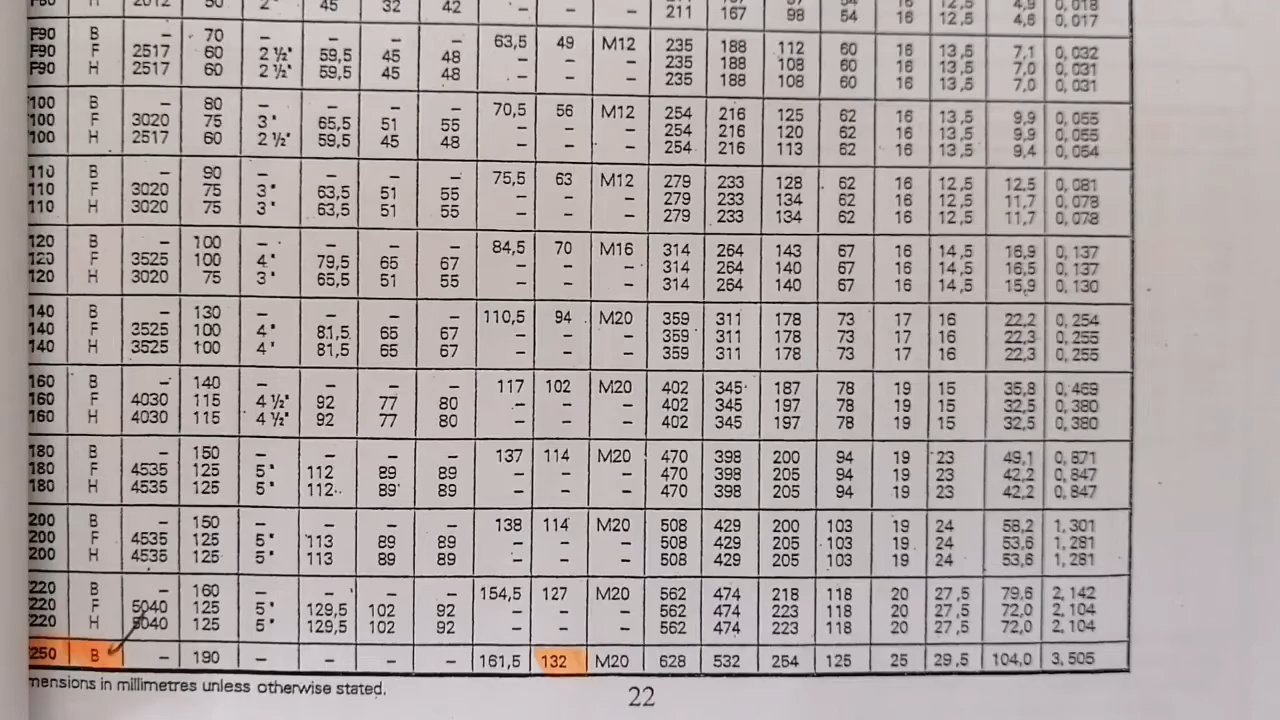 H 2012 50 2" 45 32 42 – – – 211 167 98 54 16 12,5 4,6 0,017
F90 B – 70 – – – – 63,5 49 M12 235 188 112 60 16 13,5 7,1 0,032
F90 F 2517 60 2 ½" 59,5 45 48 – – – 235 188 108 60 16 13,5 7,0 0,031
F90 H 2517 60 2 ½" 59,5 45 48 – – – 235 188 108 60 16 13,5 7,0 0,031
100 B – 80 – – – – 70,5 56 M12 254 216 125 62 16 13,5 9,9 0,055
100 F 3020 75 3" 65,5 51 55 – – – 254 216 120 62 16 13,5 9,9 0,055
100 H 2517 60 2 ½" 59,5 45 48 – – – 254 216 113 62 16 13,5 9,4 0,054
110 B – 90 – – – – 75,5 63 M12 279 233 128 62 16 12,5 12,5 0,081
110 F 3020 75 3" 63,5 51 55 – – – 279 233 134 62 16 12,5 11,7 0,078
110 H 3020 75 3" 63,5 51 55 – – – 279 233 134 62 16 12,5 11,7 0,078
120 B – 100 – – – – 84,5 70 M16 314 264 143 67 16 14,5 16,9 0,137
120 F 3525 100 4" 79,5 65 67 – – – 314 264 140 67 16 14,5 16,5 0,137
120 H 3020 75 3" 65,5 51 55 – – – 314 264 140 67 16 14,5 15,9 0,130
140 B – 130 – – – – 110,5 94 M20 359 311 178 73 17 16 22,2 0,254
140 F 3525 100 4" 81,5 65 67 – – – 359 311 178 73 17 16 22,3 0,255
140 H 3525 100 4" 81,5 65 67 – – – 359 311 178 73 17 16 22,3 0,255
160 B – 140 – – – – 117 102 M20 402 345 187 78 19 15 35,8 0,469
160 F 4030 115 4 ½" 92 77 80 – – – 402 345 197 78 19 15 32,5 0,380
160 H 4030 115 4 ½" 92 77 80 – – – 402 345 197 78 19 15 32,5 0,380
180 B – 150 – – – – 137 114 M20 470 398 200 94 19 23 49,1 0,871
180 F 4535 125 5" 112 89 89 – – – 470 398 205 94 19 23 42,2 0,847
180 H 4535 125 5" 112 89 89 – – – 470 398 205 94 19 23 42,2 0,847
200 B – 150 – – – – 138 114 M20 508 429 200 103 19 24 58,2 1,301
200 F 4535 125 5" 113 89 89 – – – 508 429 205 103 19 24 53,6 1,281
200 H 4535 125 5" 113 89 89 – – – 508 429 205 103 19 24 53,6 1,281
220 B – 160 – – – – 154,5 127 M20 562 474 218 118 20 27,5 79,6 2,142
220 F 5040 125 5" 129,5 102 92 – – – 562 474 223 118 20 27,5 72,0 2,104
220 H 5040 125 5" 129,5 102 92 – – – 562 474 223 118 20 27,5 72,0 2,104
250 B – 190 – – – – 161,5 132 M20 628 532 254 125 25 29,5 104,0 3,505
mensions in millimetres unless otherwise stated.
22